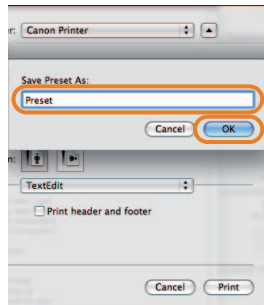 r: Canon Printer
Save Preset As:
Preset
Cancel OK
n:
TextEdit
Print header and footer
Cancel Print